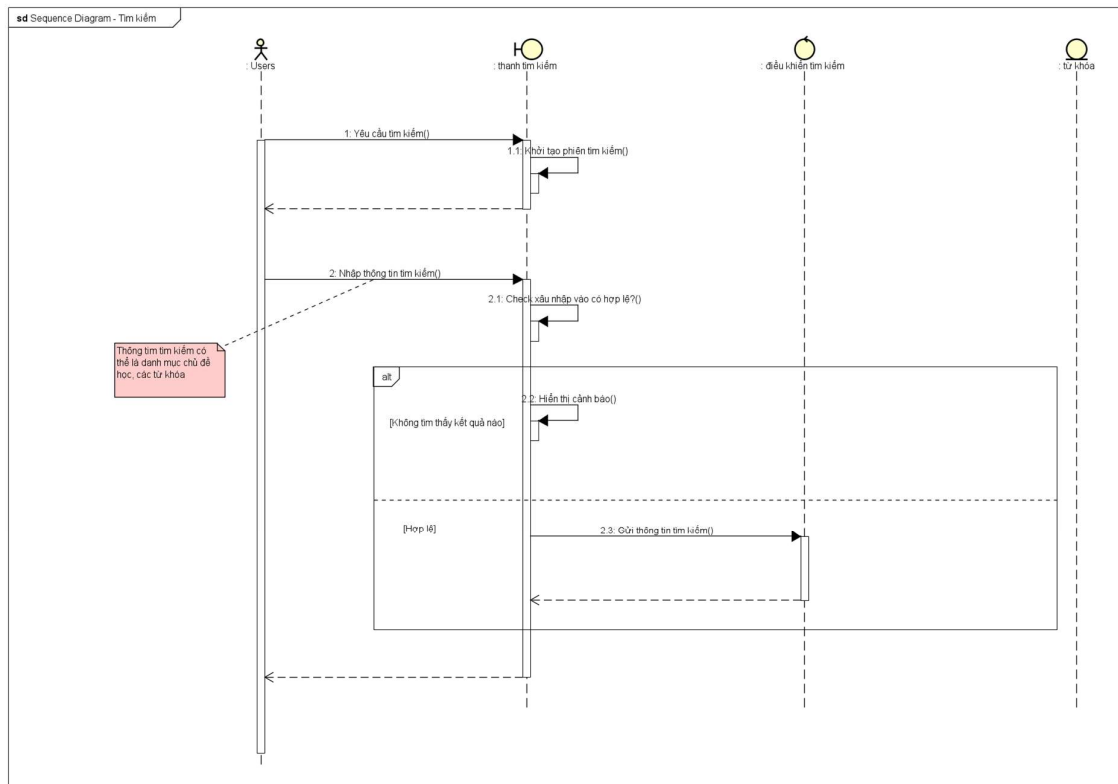 sd Sequence Diagram - Tìm kiếm
: Users
: thanh tìm kiếm
: điều khiển tìm kiếm
: từ khóa
1: Yêu cầu tìm kiếm()
1.1: Khởi tạo phiên tìm kiếm()
2: Nhập thông tin tìm kiếm()
2.1: Check xâu nhập vào có hợp lệ?()
Thông tim tìm kiếm có
thể là danh mục chủ đề
học, các từ khóa
alt
2.2: Hiển thị cảnh báo()
[Không tìm thấy kết quả nào]
[Hợp lệ]
2.3: Gửi thông tin tìm kiếm()